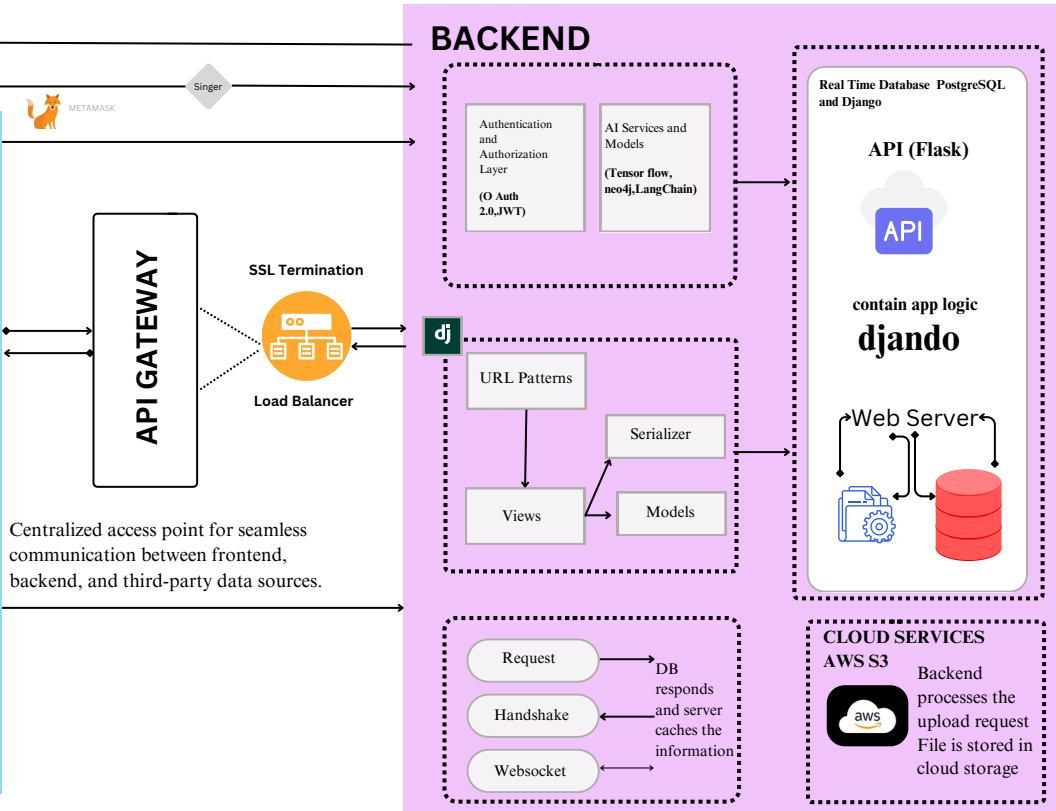 BACKEND
Singer
METAMASK
Authentication
and
Authorization
Layer
(O Auth
2.0,JWT)
AI Services and
Models
(Tensor flow,
neo4j,LangChain)
Real Time Database PostgreSQL
and Django
API (Flask)
API
contain app logic
djando
Web Server
API GATEWAY
SSL Termination
Load Balancer
dj
URL Patterns
Serializer
Views
Models
Centralized access point for seamless
communication between frontend,
backend, and third-party data sources.
Request
Handshake
Websocket
DB
responds
and server
caches the
information
CLOUD SERVICES
AWS S3
aws
Backend
processes the
upload request
File is stored in
cloud storage